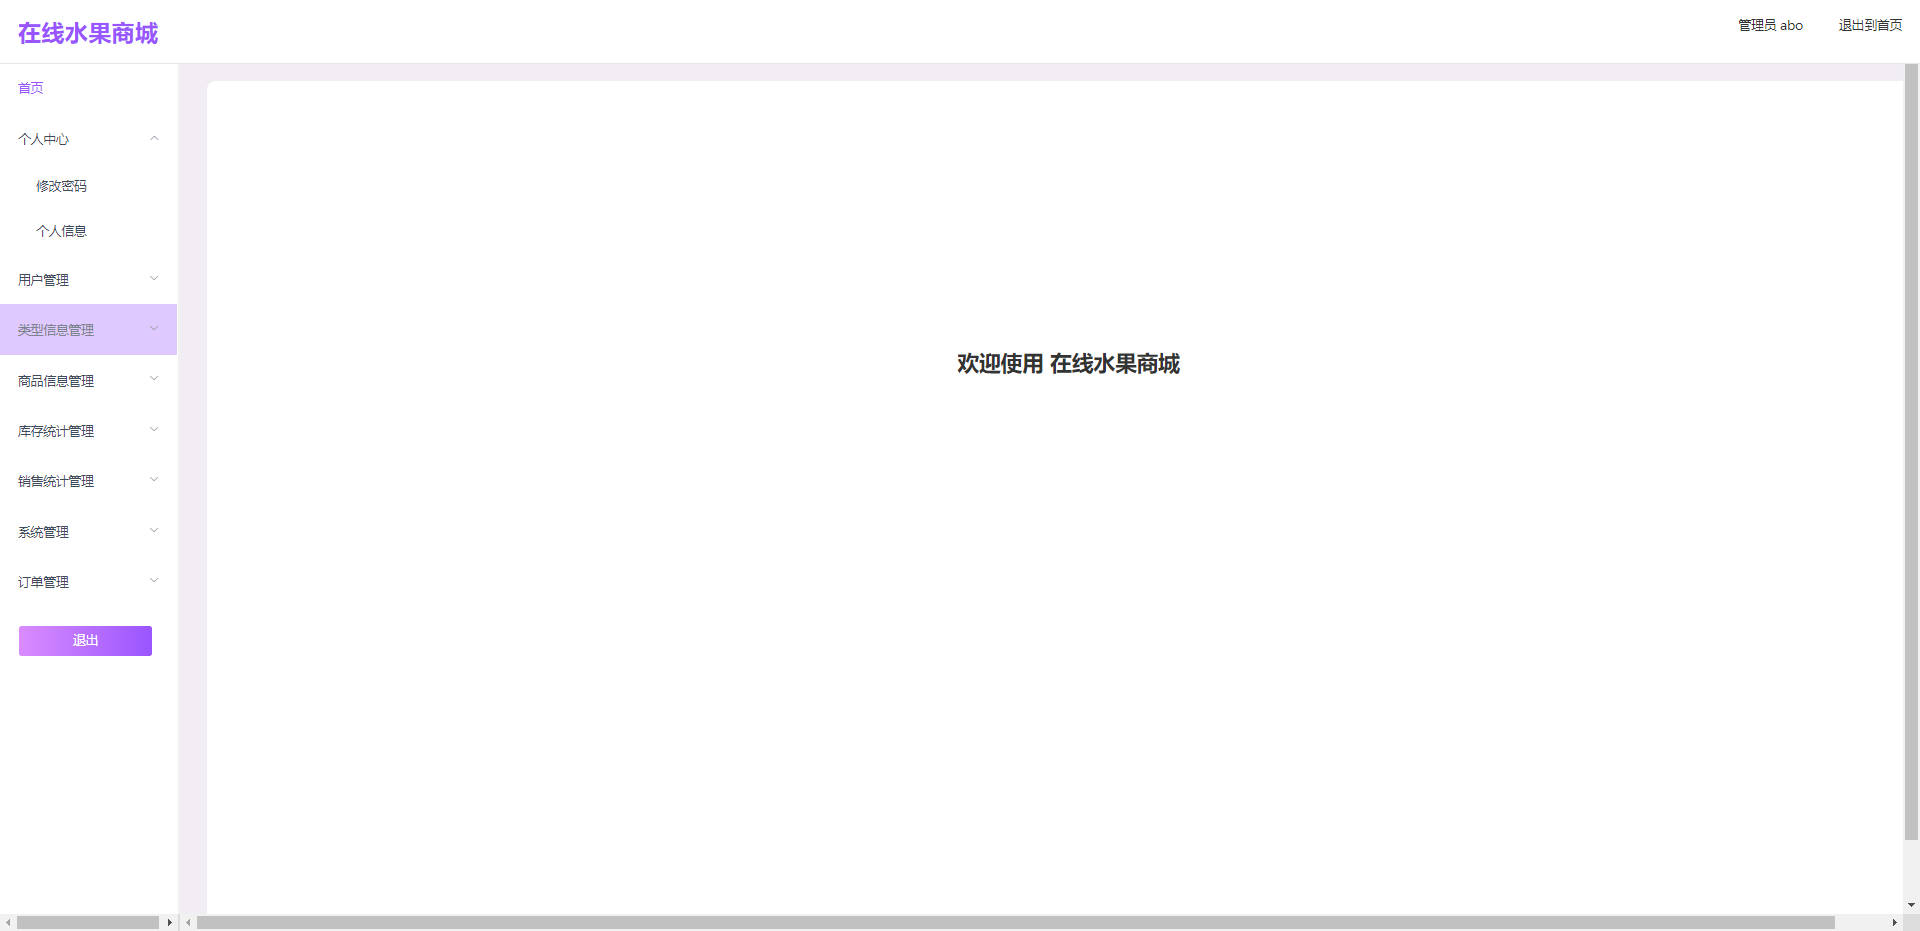 在线水果商城
管理员 abo
退出到首页
首页
个人中心
修改密码
个人信息
用户管理
类型信息管理
商品信息管理
库存统计管理
销售统计管理
系统管理
订单管理
退出
欢迎使用 在线水果商城